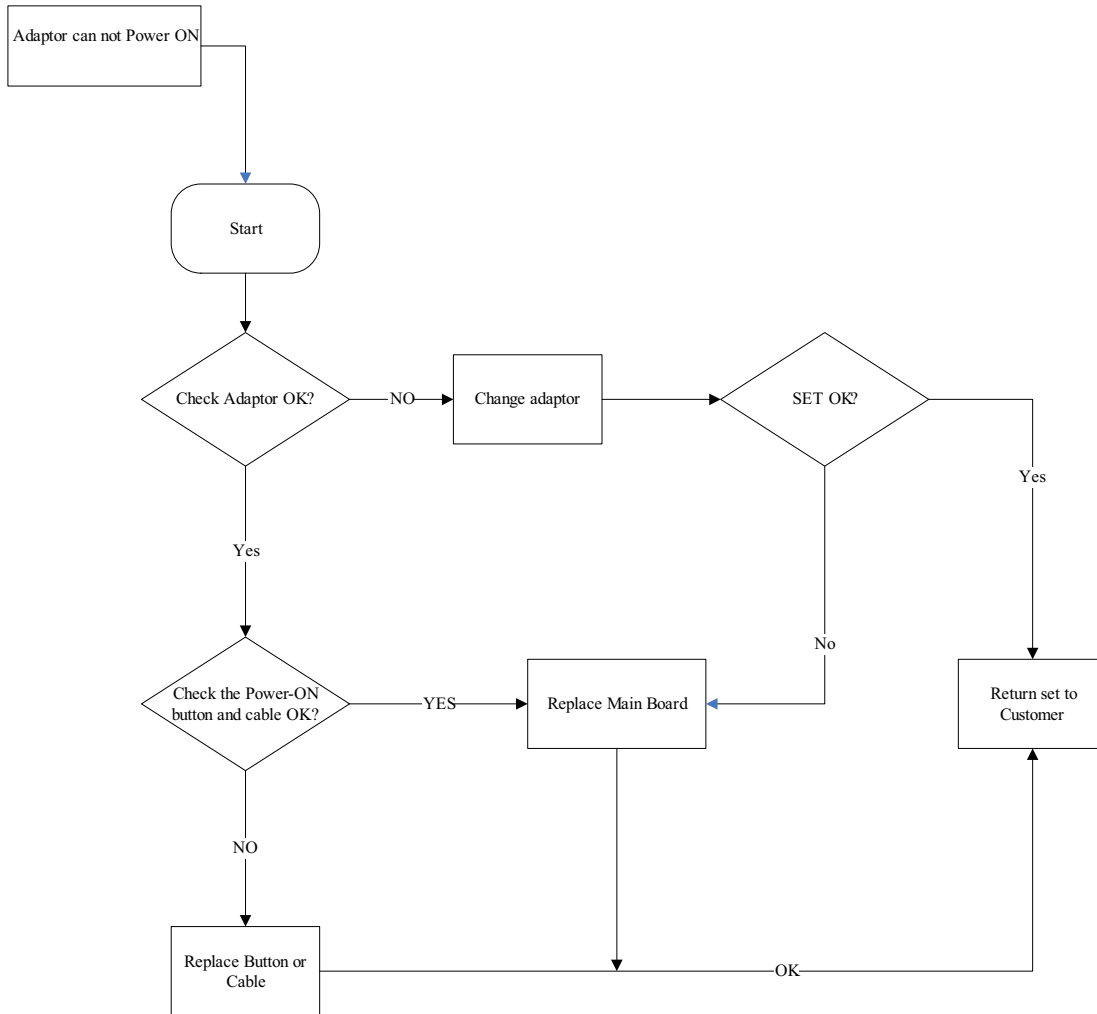 Adaptor can not Power ON
Start
Check Adaptor OK?
NO
Change adaptor
SET OK?
Yes
Yes
No
Check the Power-ON
button and cable OK?
YES
Replace Main Board
Return set to
Customer
NO
Replace Button or
Cable
OK